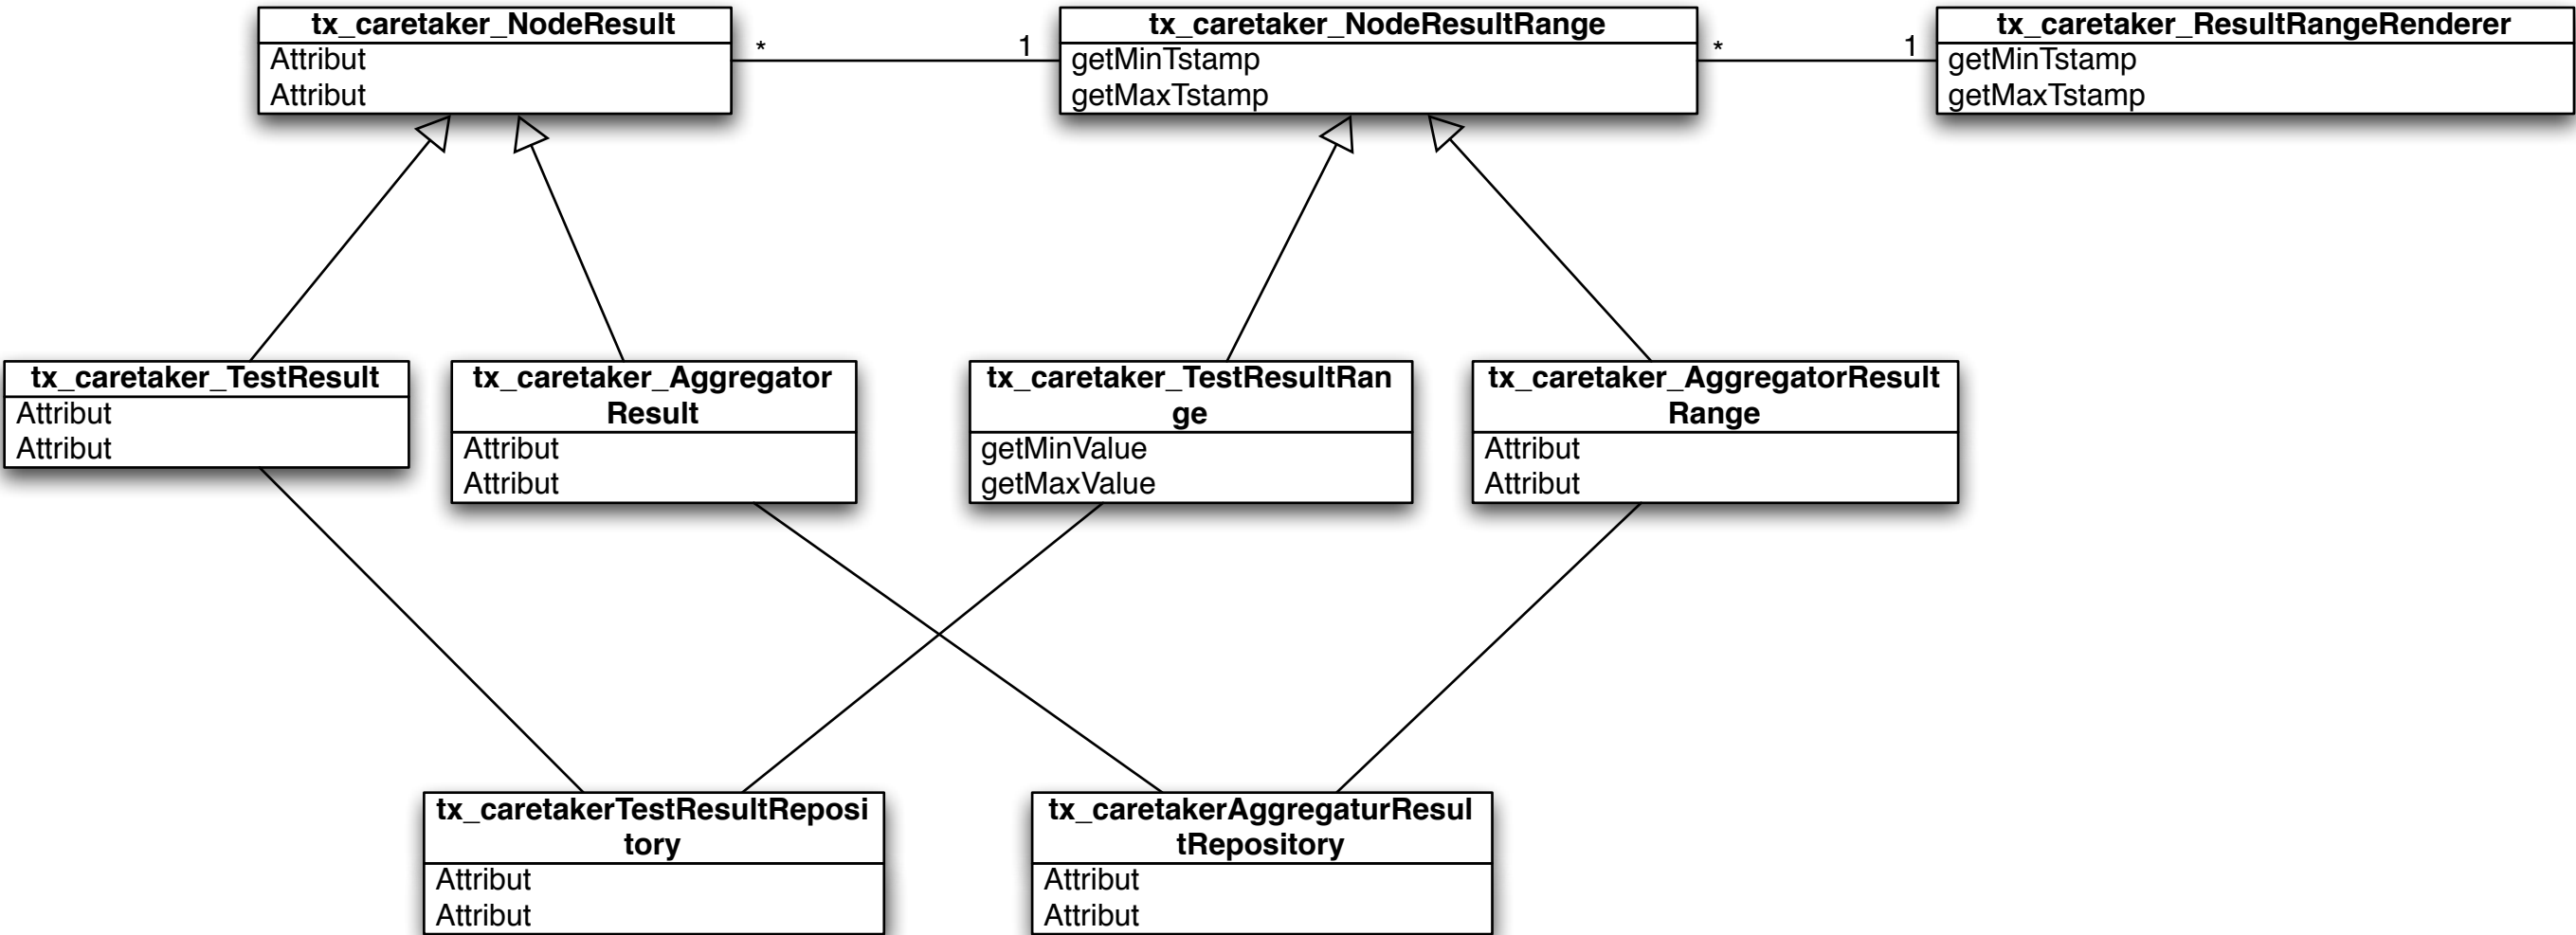 tx_caretaker_NodeResult
Attribut
Attribut
*
1
tx_caretaker_NodeResultRange
getMinTstamp
getMaxTstamp
*
1
tx_caretaker_ResultRangeRenderer
getMinTstamp
getMaxTstamp
tx_caretaker_TestResult
Attribut
Attribut
tx_caretaker_Aggregator
Result
Attribut
Attribut
tx_caretaker_TestResultRan
ge
getMinValue
getMaxValue
tx_caretaker_AggregatorResult
Range
Attribut
Attribut
tx_caretakerTestResultReposi
tory
Attribut
Attribut
tx_caretakerAggregaturResul
tRepository
Attribut
Attribut